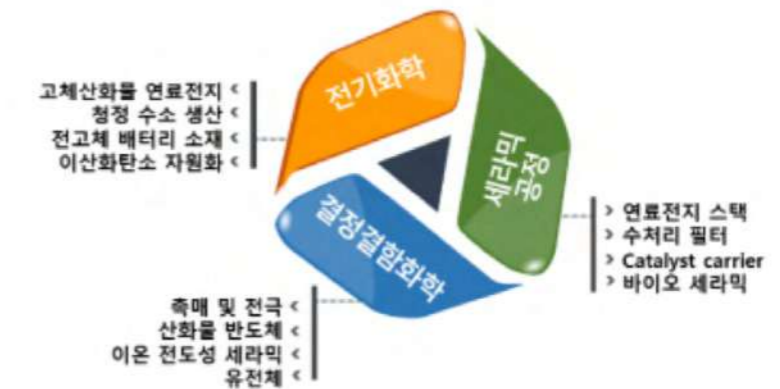 전기화학
고체산화물 연료전지 <
청정 수소 생산 <
전고체 배터리 소재 <
이산화탄소 자원화 <
세라믹
공정
> 연료전지 스택
> 수처리 필터
> Catalyst carrier
> 바이오 세라믹
결정결함화학
촉매 및 전극 <
산화물 반도체 <
이온 전도성 세라믹 <
유전체 <